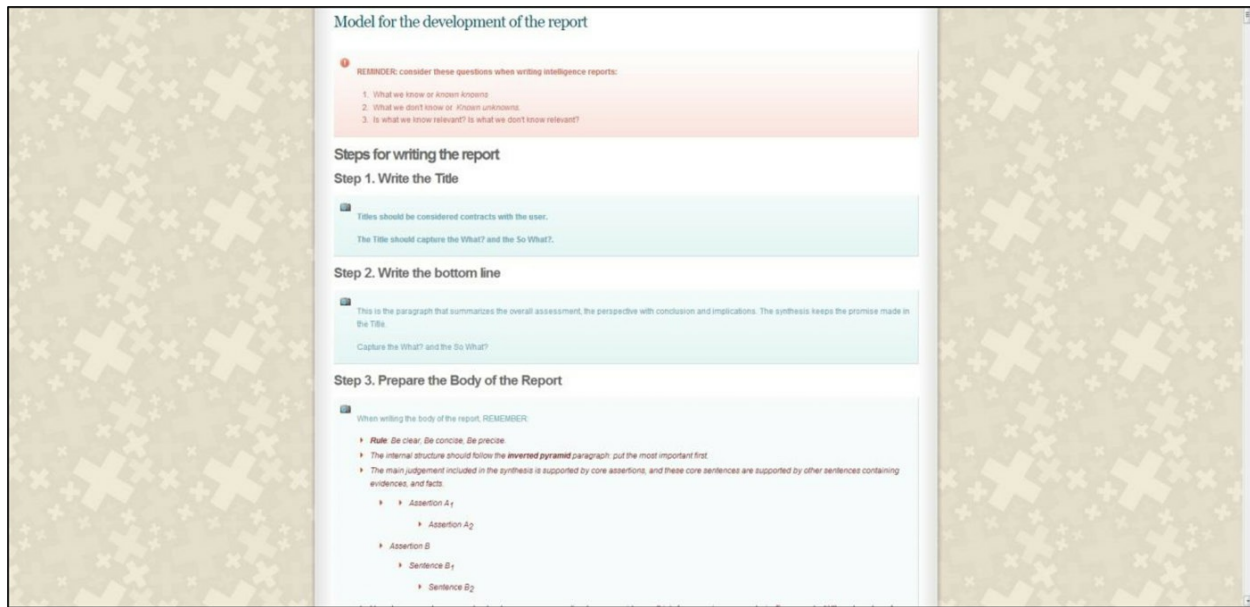 Model for the development of the report
REMINDER: consider these questions when writing intelligence reports:
1. What we know or known knowns
2. What we don't know or Known unknowns.
3. Is what we know relevant? Is what we don't know relevant?
Steps for writing the report
Step 1. Write the Title
Titles should be considered contracts with the user.
The Title should capture the What? and the So What?.
Step 2. Write the bottom line
This is the paragraph that summarizes the overall assessment, the perspective with conclusion and implications. The synthesis keeps the promise made in
the Title.
Capture the What? and the So What?
Step 3. Prepare the Body of the Report
When writing the body of the report, REMEMBER:
Rule: Be clear, Be concise, Be precise.
The internal structure should follow the inverted pyramid paragraph: put the most important first.
The main judgement included in the synthesis is supported by core assertions, and these core sentences are supported by other sentences containing
evidences, and facts.
Assertion A1
Assertion A2
Assertion B
Sentence B1
Sentence B2